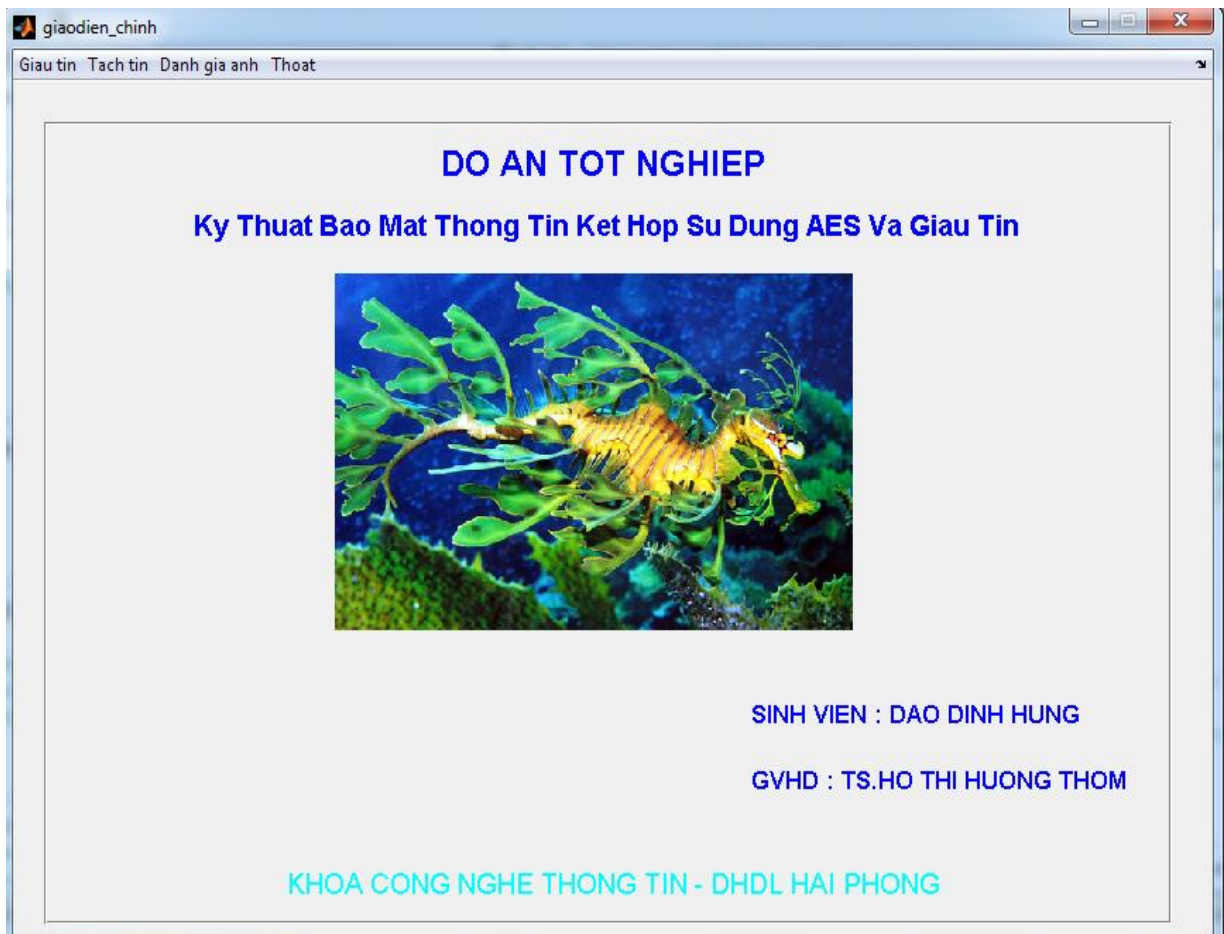 giaodien_chinh
Giau tin Tach tin Danh gia anh Thoat
DO AN TOT NGHIEP
Ky Thuat Bao Mat Thong Tin Ket Hop Su Dung AES Va Giau Tin
SINH VIEN : DAO DINH HUNG
GVHD : TS.HO THI HUONG THOM
KHOA CONG NGHE THONG TIN - DHDL HAI PHONG